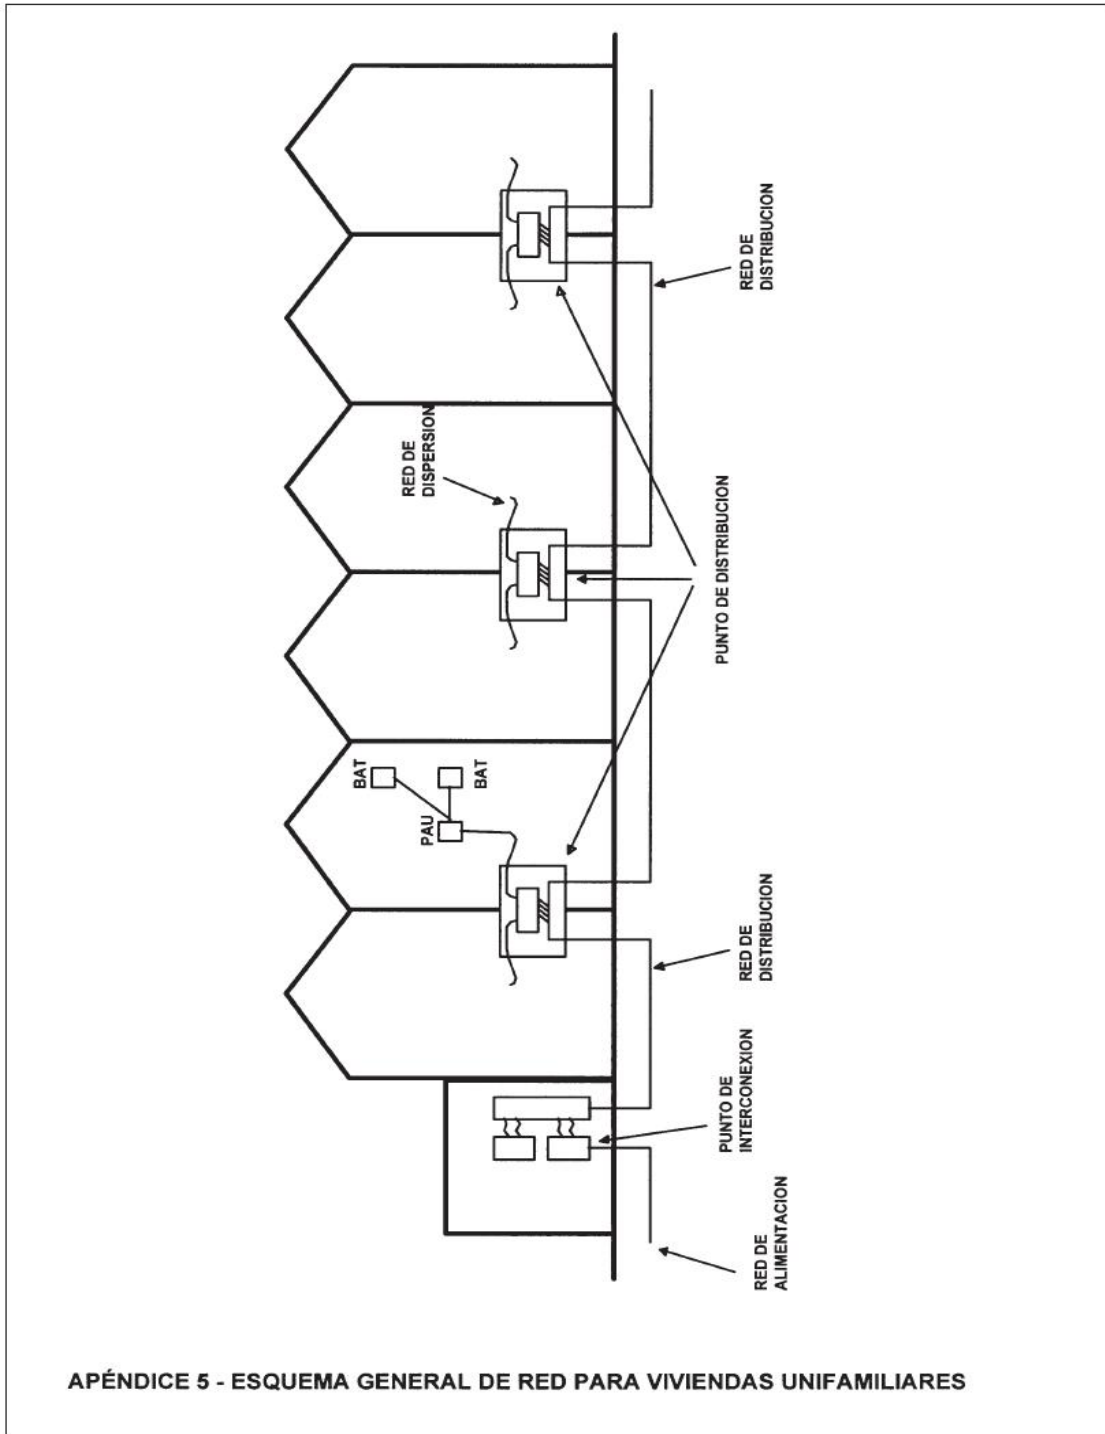 RED DE
DISTRIBUCION
RED DE
DISPERSION
PUNTO DE DISTRIBUCION
BAT
BAT
PAU
RED DE
DISTRIBUCION
PUNTO DE
INTERCONEXION
RED DE
ALIMENTACION
APÉNDICE 5 - ESQUEMA GENERAL DE RED PARA VIVIENDAS UNIFAMILIARES